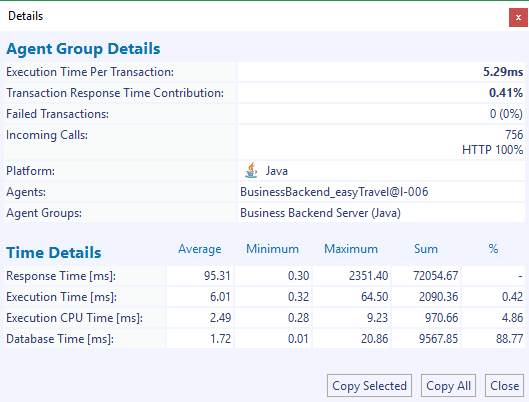 Details
x
Agent Group Details
Execution Time Per Transaction: 5.29ms
Transaction Response Time Contribution: 0.41%
Failed Transactions: 0 (0%)
Incoming Calls: 756
HTTP 100%
Platform: Java
Agents: BusinessBackend_easyTravel@I-006
Agent Groups: Business Backend Server (Java)
Time Details Average Minimum Maximum Sum %
Response Time [ms]: 95.31 0.30 2351.40 72054.67 -
Execution Time [ms]: 6.01 0.32 64.50 2090.36 0.42
Execution CPU Time [ms]: 2.49 0.28 9.23 970.66 4.86
Database Time [ms]: 1.72 0.01 20.86 9567.85 88.77
Copy Selected Copy All Close